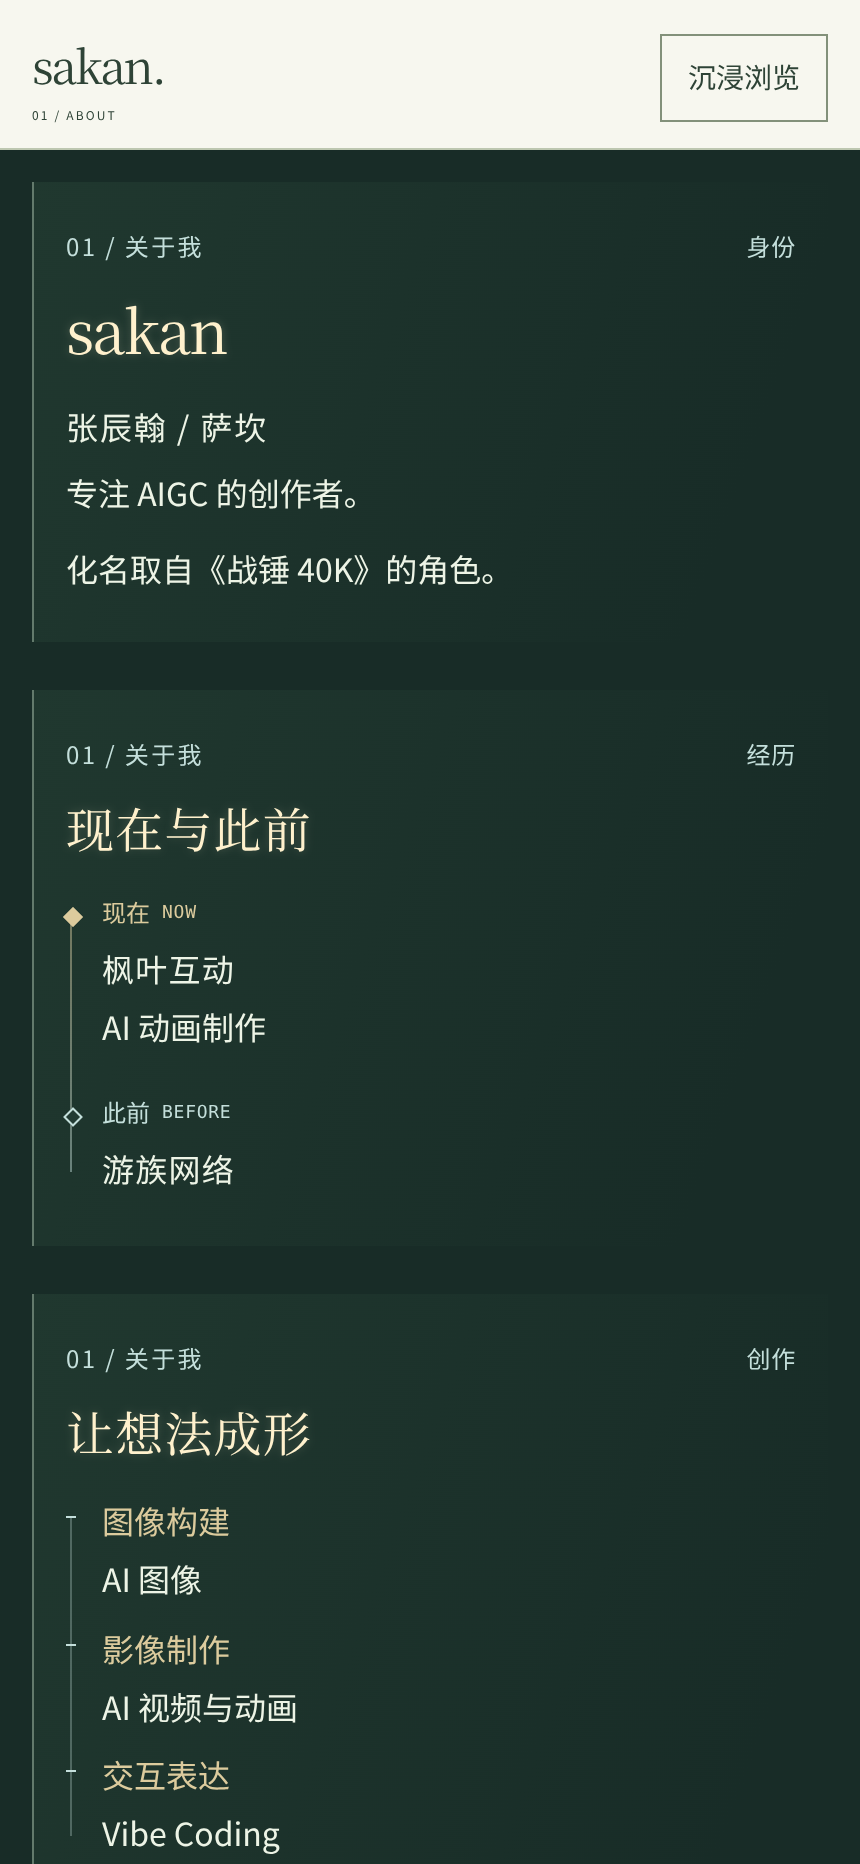 sakan.
沉浸浏览
01 / ABOUT
01 / 关于我
身份
sakan
张辰翰 / 萨坎
专注 AIGC 的创作者。
化名取自《战锤 40K》的角色。
01 / 关于我
经历
现在与此前
现在 NOW
枫叶互动
AI 动画制作
此前 BEFORE
游族网络
01 / 关于我
创作
让想法成形
图像构建
AI 图像
影像制作
AI 视频与动画
交互表达
Vibe Coding